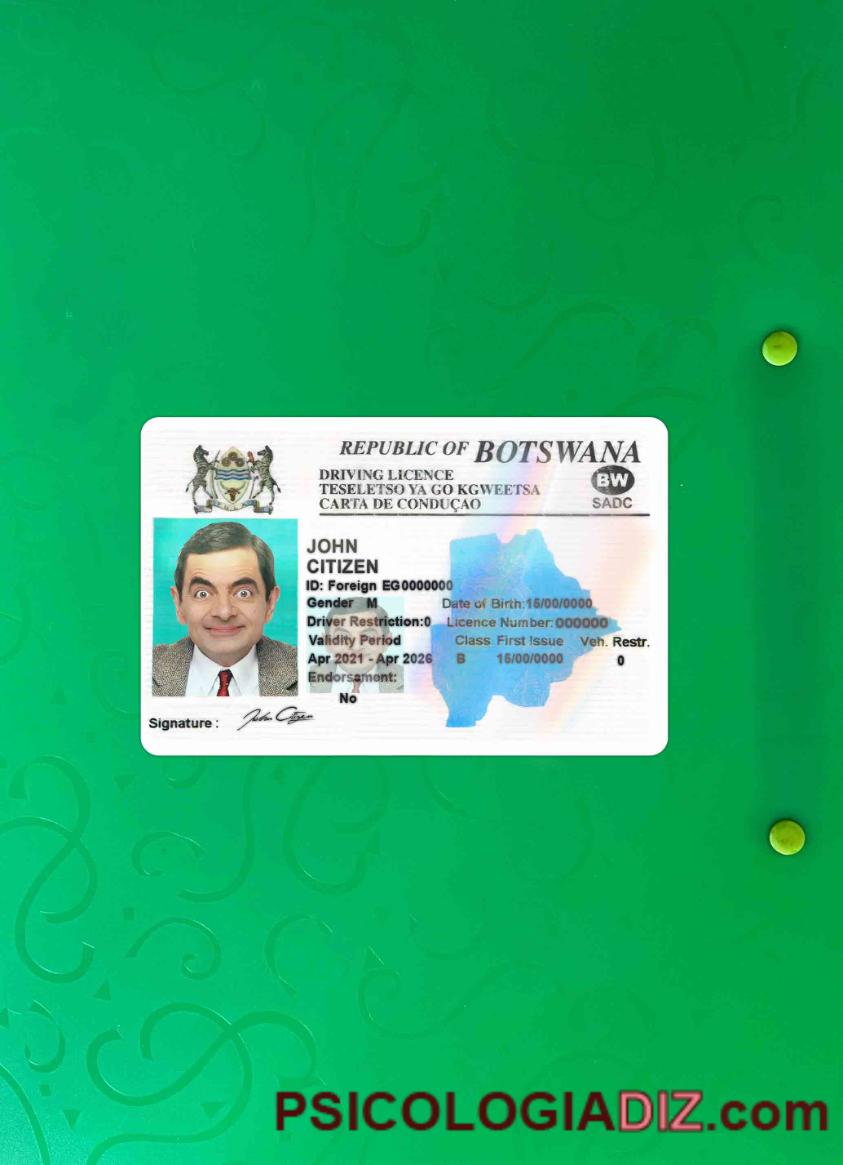 REPUBLIC OF BOTSWANA
DRIVING LICENCE
TESELETSO YA GO KGWEETSA
CARTA DE CONDUÇAO
BW
SADC
JOHN
CITIZEN
ID: Foreign EG0000000
Gender M Date of Birth:15/00/0000
Driver Restriction:0 Licence Number:000000
Validity Period Class First Issue Veh. Restr.
Apr 2021 - Apr 2026 B 15/00/0000 0
Endorsament:
No
Signature : John Citizen
PSICOLOGIADIZ.com